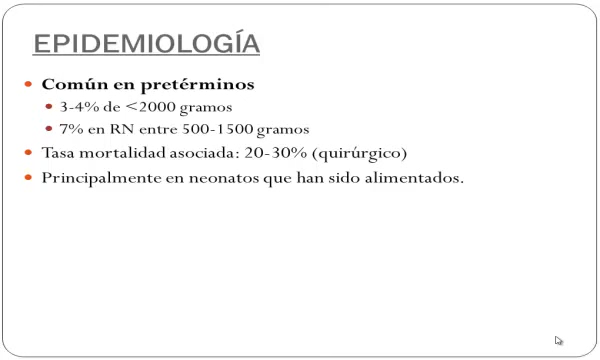 EPIDEMIOLOGÍA
• Común en pretérminos
• 3-4% de <2000 gramos
• 7% en RN entre 500-1500 gramos
• Tasa mortalidad asociada: 20-30% (quirúrgico)
• Principalmente en neonatos que han sido alimentados.